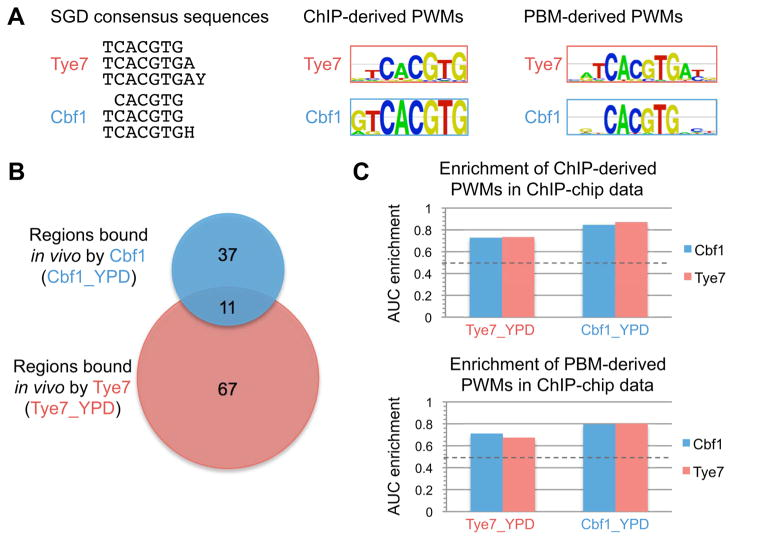 A
SGD consensus sequences
ChIP-derived PWMs
PBM-derived PWMs
Tye7
TCACGTG
TCACGTGA
TCACGTGAY
Cbf1
CACGTG
TCACGTG
TCACGTGH
Tye7
TCACGTG
Cbf1
GTCACGTG
Tye7
ATCACGTGAT
Cbf1
CACGTG
B
Regions bound
in vivo by Cbf1
(Cbf1_YPD)
37
11
Regions bound
in vivo by Tye7
(Tye7_YPD)
67
C
Enrichment of ChIP-derived
PWMs in ChIP-chip data
AUC enrichment
1
0.8
0.6
0.4
0.2
0
Tye7_YPD
Cbf1_YPD
Cbf1
Tye7
Enrichment of PBM-derived
PWMs in ChIP-chip data
AUC enrichment
1
0.8
0.6
0.4
0.2
0
Tye7_YPD
Cbf1_YPD
Cbf1
Tye7